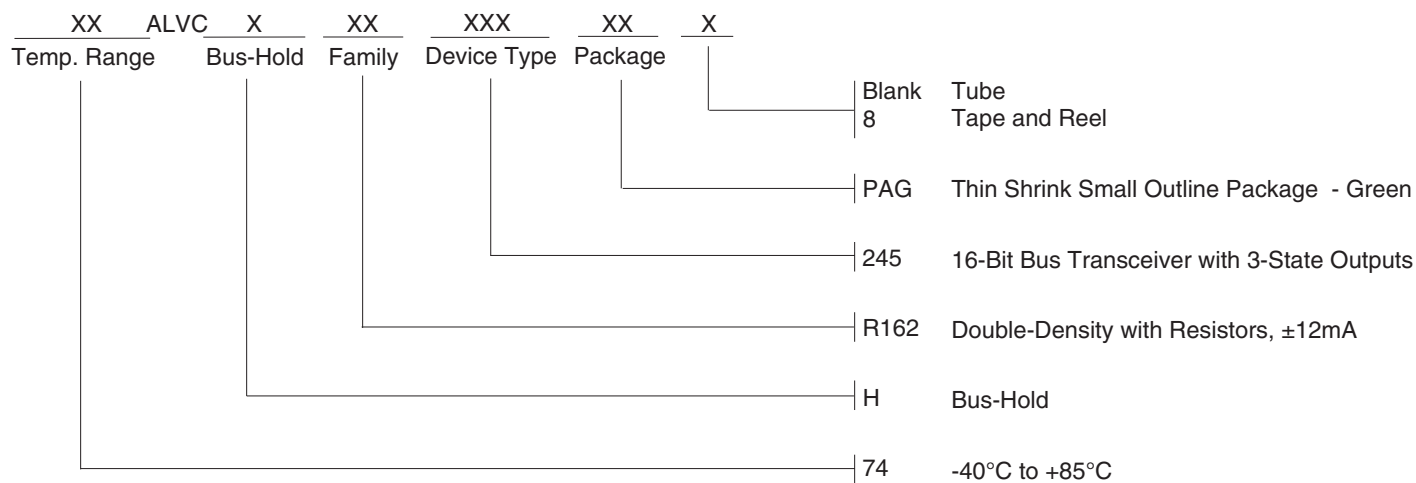 XX ALVC X XX XXX XX X
Temp. Range Bus-Hold Family Device Type Package
Blank Tube
8 Tape and Reel
PAG Thin Shrink Small Outline Package - Green
245 16-Bit Bus Transceiver with 3-State Outputs
R162 Double-Density with Resistors, ±12mA
H Bus-Hold
74 -40°C to +85°C